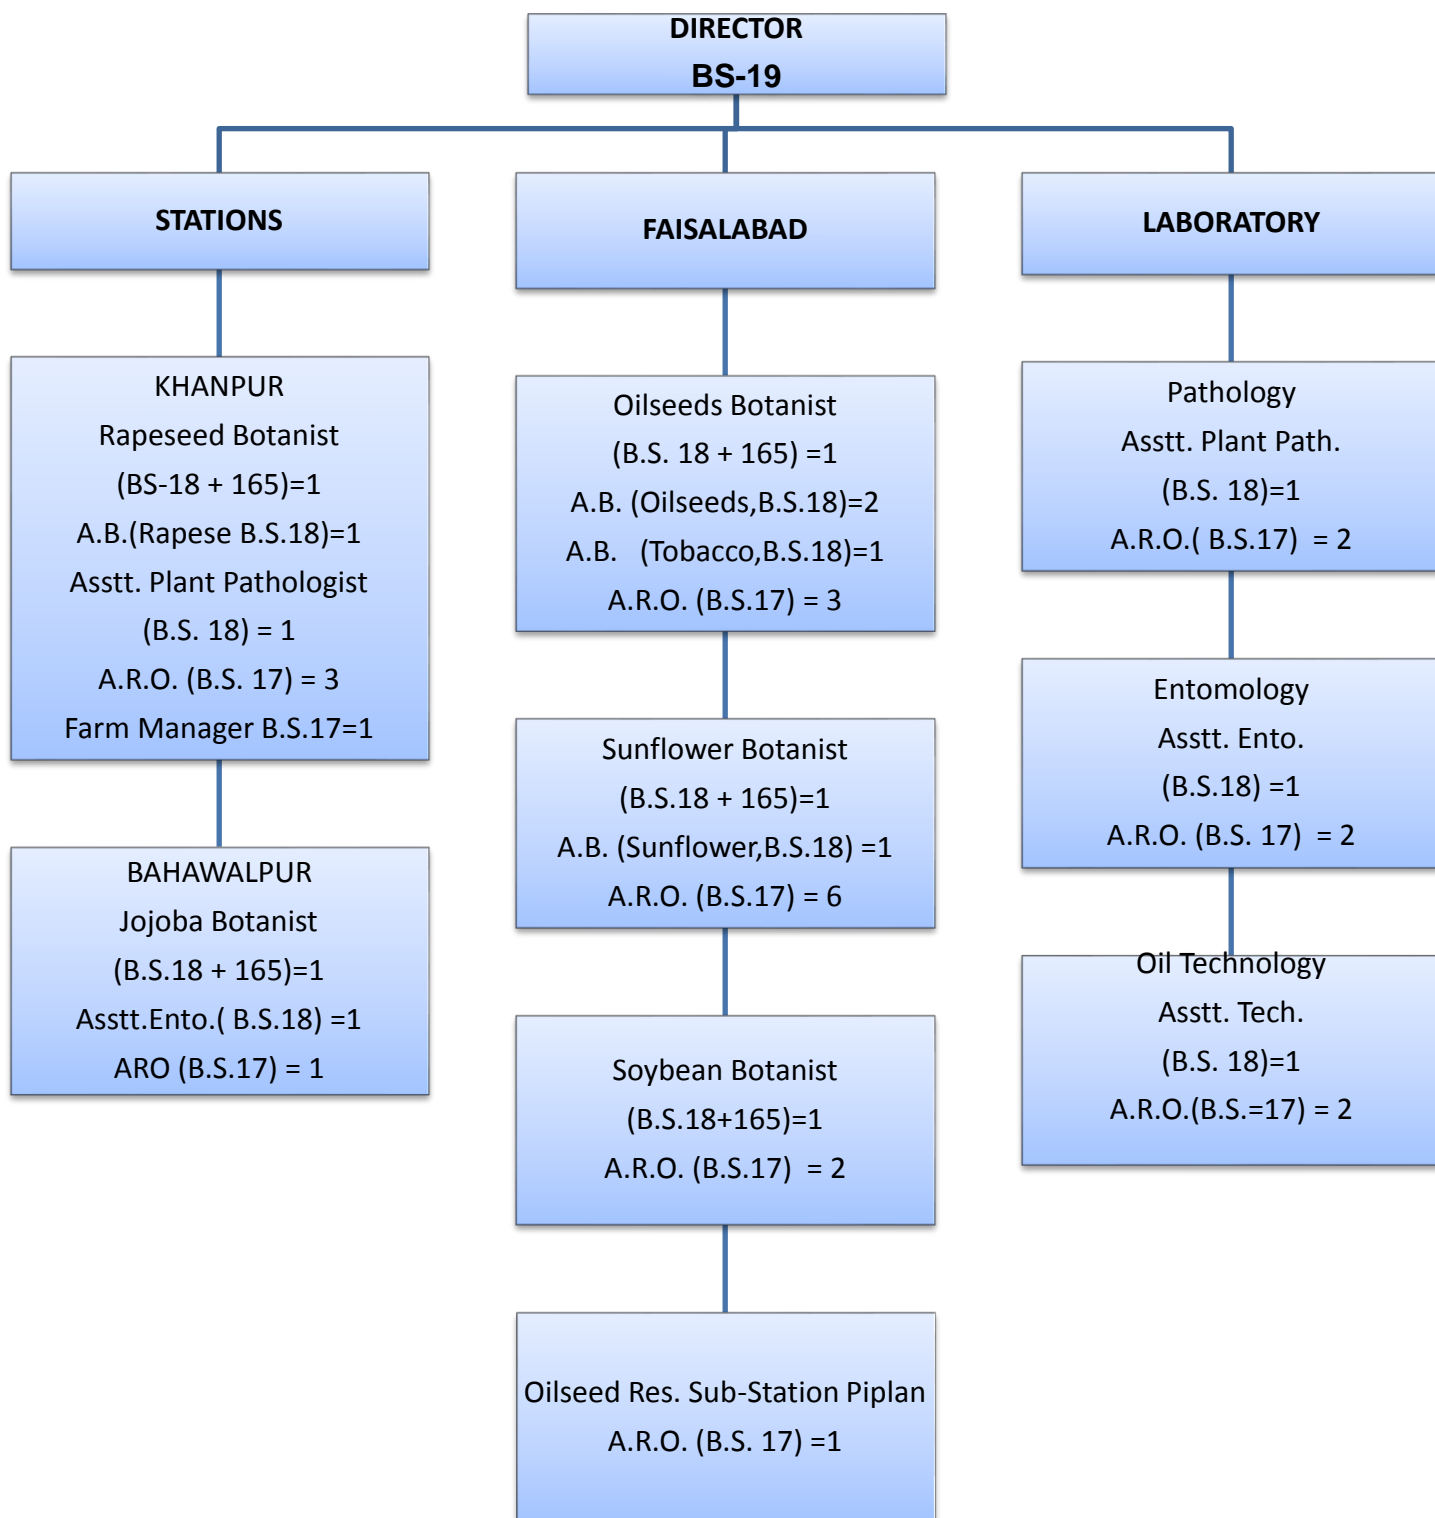 DIRECTOR
BS-19
STATIONS
FAISALABAD
LABORATORY
KHANPUR
Rapeseed Botanist
(BS-18 + 165)=1
A.B.(Rapese B.S.18)=1
Asstt. Plant Pathologist
(B.S. 18) = 1
A.R.O. (B.S. 17) = 3
Farm Manager B.S.17=1
BAHAWALPUR
Jojoba Botanist
(B.S.18 + 165)=1
Asstt.Ento.( B.S.18) =1
ARO (B.S.17) = 1
Oilseeds Botanist
(B.S. 18 + 165) =1
A.B. (Oilseeds,B.S.18)=2
A.B.   (Tobacco,B.S.18)=1
A.R.O. (B.S.17) = 3
Sunflower Botanist
(B.S.18 + 165)=1
A.B. (Sunflower,B.S.18) =1
A.R.O. (B.S.17) = 6
Soybean Botanist
(B.S.18+165)=1
A.R.O. (B.S.17)  = 2
Oilseed Res. Sub-Station Piplan
A.R.O. (B.S. 17) =1
Pathology
Asstt. Plant Path.
(B.S. 18)=1
A.R.O.( B.S.17)  = 2
Entomology
Asstt. Ento.
(B.S.18) =1
A.R.O. (B.S. 17)  = 2
Oil Technology
Asstt. Tech.
(B.S. 18)=1
A.R.O.(B.S.=17) = 2